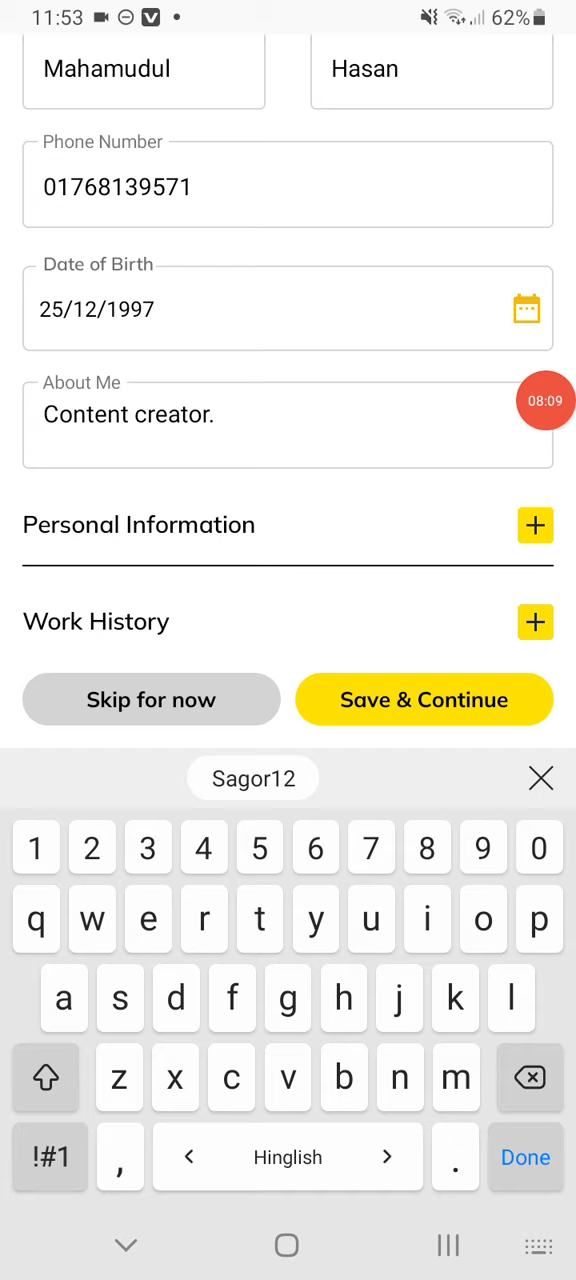 11:53 V 62%
Mahamudul Hasan
Phone Number
01768139571
Date of Birth
25/12/1997
About Me
Content creator.
08:09
Personal Information
Work History
Skip for now Save & Continue
Sagor12
1 2 3 4 5 6 7 8 9 0
q w e r t y u i o p
a s d f g h j k l
z x c v b n m
!#1 , < Hinglish > . Done